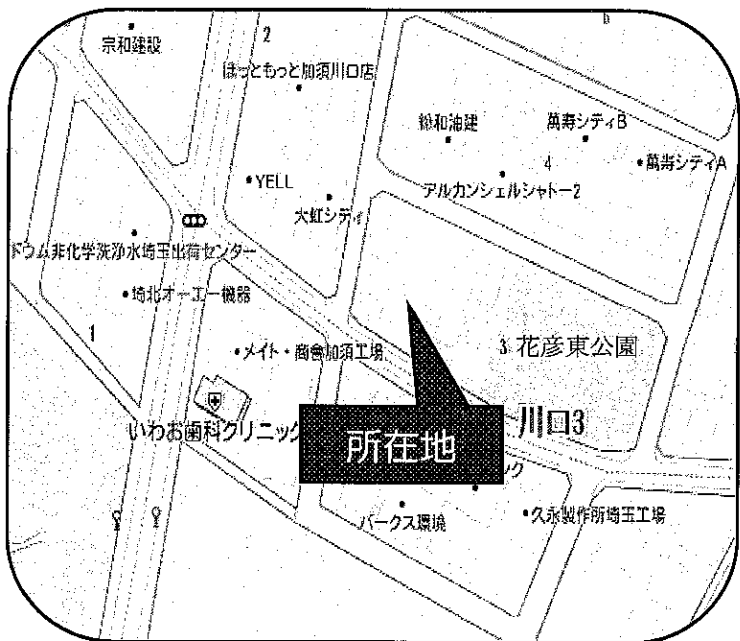 宗和建設
2
ほっともっと加須川口店
6
総和油建
萬寿シティB
4
萬寿シティA
YELL
アルカンシェルシャトー2
大虹シティ
ドウム非化学洗浄水埼玉出荷センター
埼北オーエー機器
1
メイト・商會加須工場
3 花彦東公園
いわお歯科クリニック
川口3
所在地
ック
パークス環境
久永製作所埼玉工場